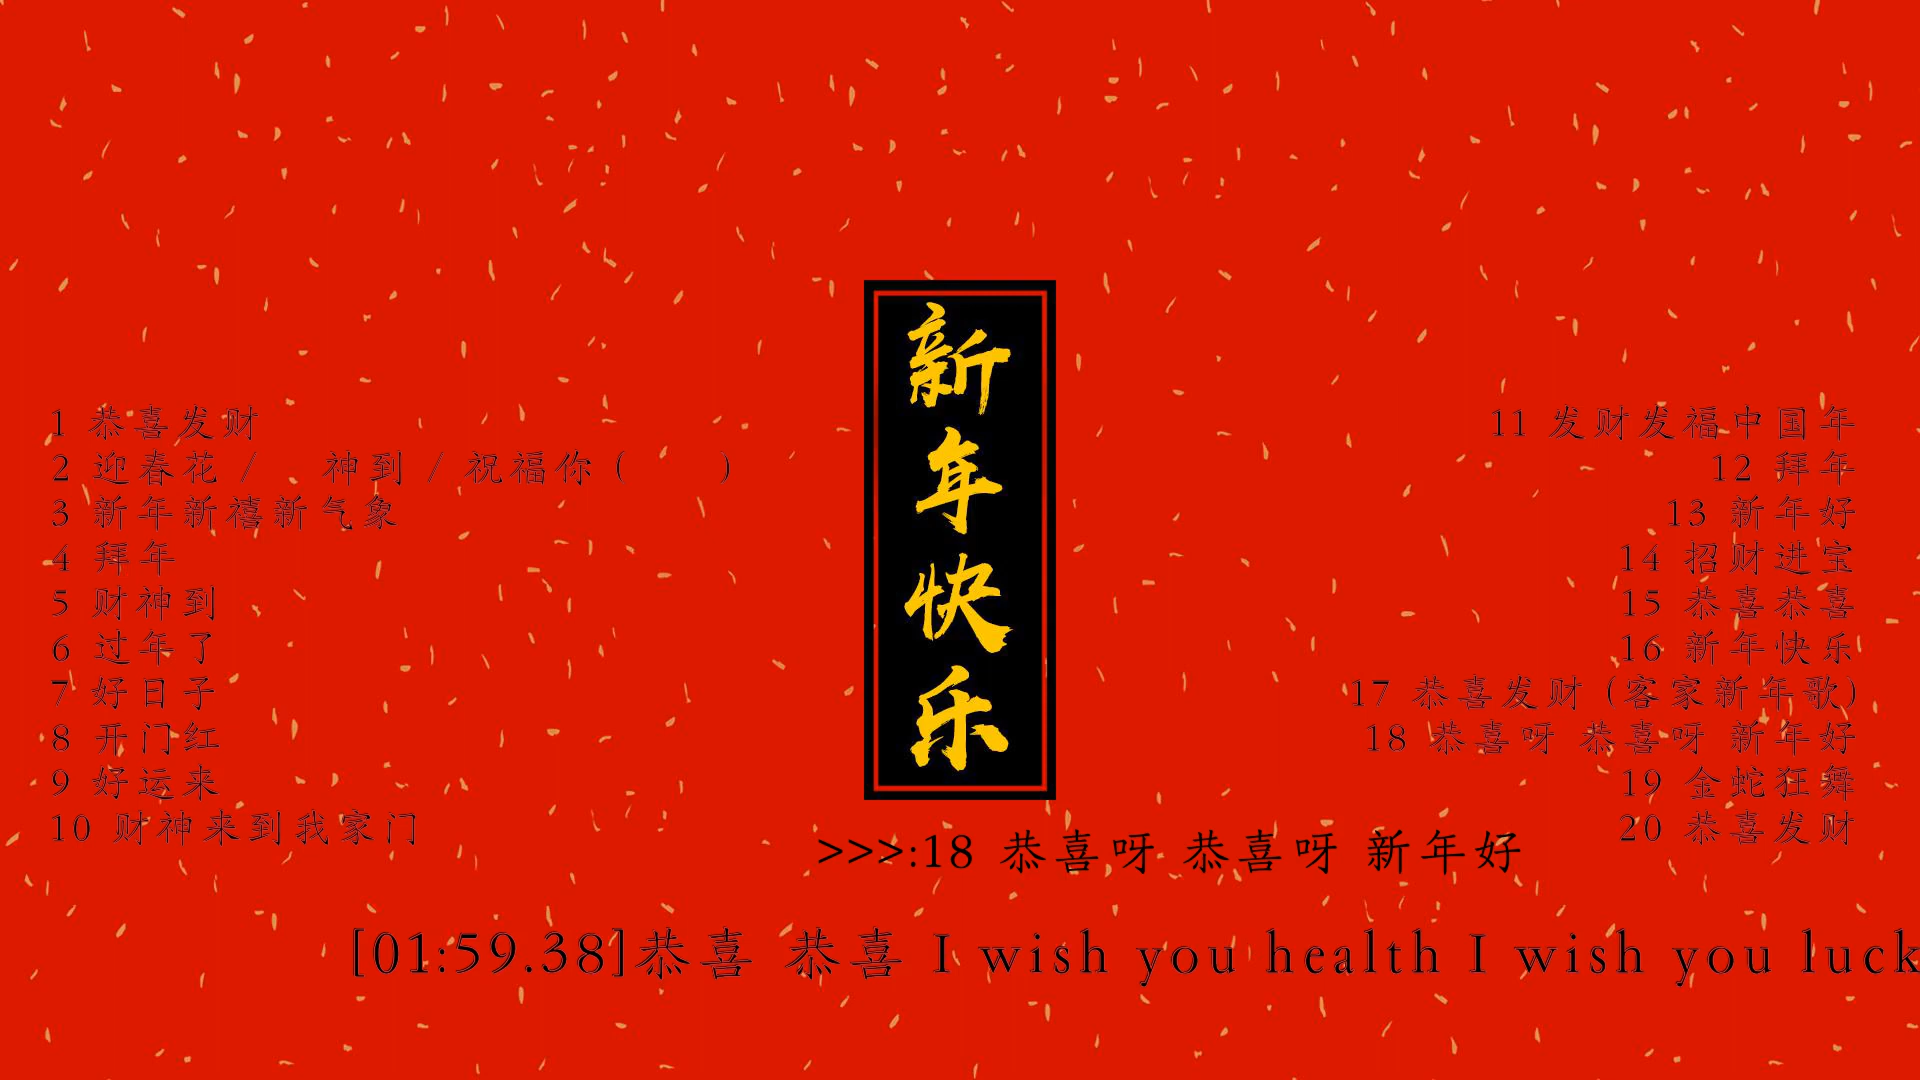 新年快乐
1 恭喜发财
2 迎春花 / 神到 / 祝福你 ( )
3 新年新禧新气象
4 拜年
5 财神到
6 过年了
7 好日子
8 开门红
9 好运来
10 财神来到我家门
11 发财发福中国年
12 拜年
13 新年好
14 招财进宝
15 恭喜恭喜
16 新年快乐
17 恭喜发财 (客家新年歌)
18 恭喜呀 恭喜呀 新年好
19 金蛇狂舞
20 恭喜发财
>>>:18 恭喜呀 恭喜呀 新年好
[01:59.38]恭喜 恭喜 I wish you health I wish you luck